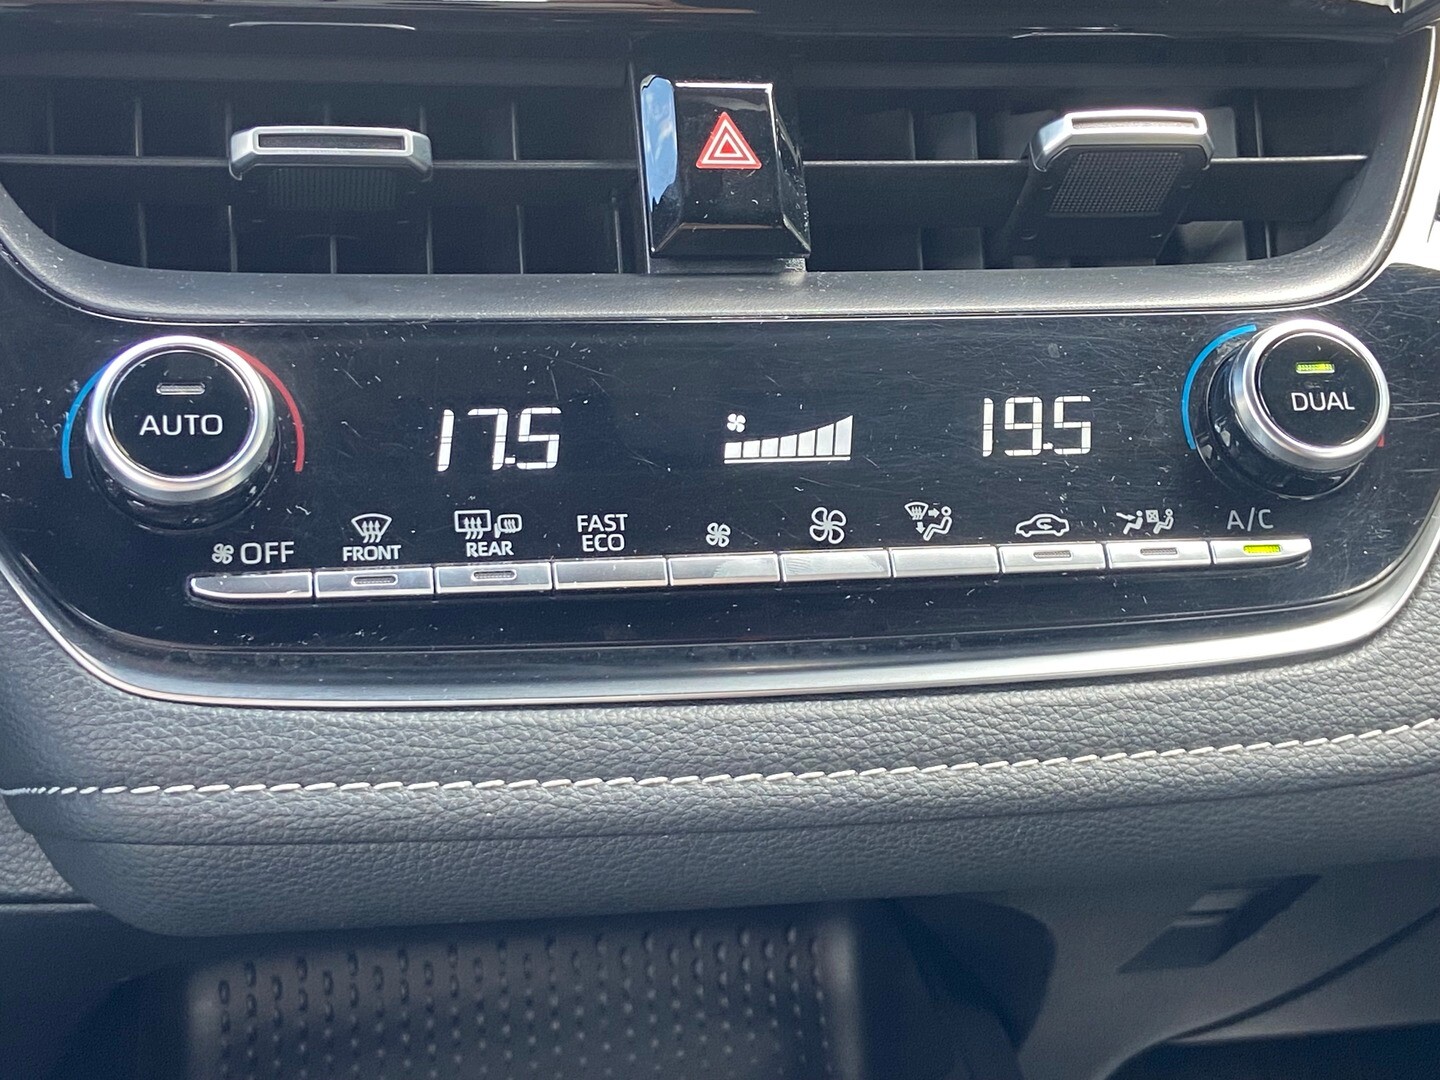 AUTO
17.5
19.5
DUAL
OFF
FRONT
REAR
FAST
ECO
A/C